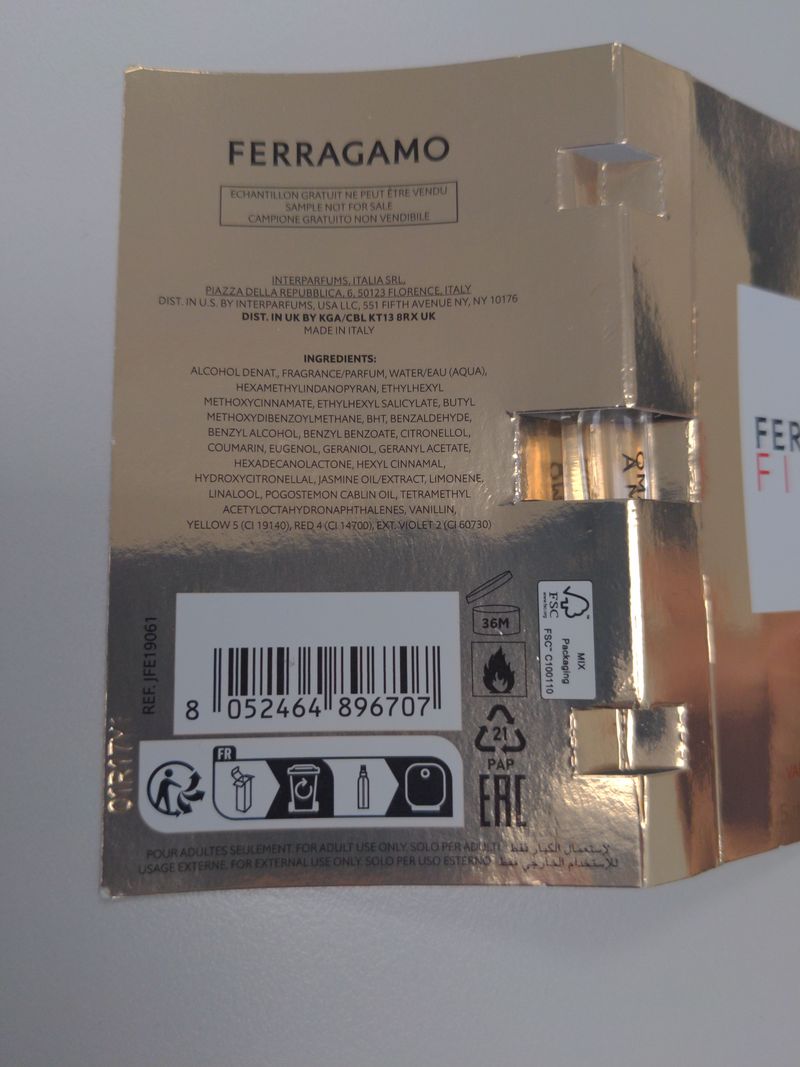 FERRAGAMO
ECHANTILLON GRATUIT NE PEUT ÊTRE VENDU
SAMPLE NOT FOR SALE
CAMPIONE GRATUITO NON VENDIBILE
INTERPARFUMS, ITALIA SRL,
PIAZZA DELLA REPUBBLICA, 6, 50123 FLORENCE, ITALY
DIST. IN U.S. BY INTERPARFUMS, USA LLC, 551 FIFTH AVENUE NY, NY 10176
DIST. IN UK BY KGA/CBL KT13 8RX UK
MADE IN ITALY
INGREDIENTS:
ALCOHOL DENAT., FRAGRANCE/PARFUM, WATER/EAU (AQUA),
HEXAMETHYLINDANOPYRAN, ETHYLHEXYL
METHOXYCINNAMATE, ETHYLHEXYL SALICYLATE, BUTYL
METHOXYDIBENZOYLMETHANE, BHT, BENZALDEHYDE,
BENZYL ALCOHOL, BENZYL BENZOATE, CITRONELLOL,
COUMARIN, EUGENOL, GERANIOL, GERANYL ACETATE,
HEXADECANOLACTONE, HEXYL CINNAMAL,
HYDROXYCITRONELLAL, JASMINE OIL/EXTRACT, LIMONENE,
LINALOOL, POGOSTEMON CABLIN OIL, TETRAMETHYL
ACETYLOCTAHYDRONAPHTHALENES, VANILLIN,
YELLOW 5 (CI 19140), RED 4 (CI 14700), EXT. VIOLET 2 (CI 60730)
REF. JFE19061
8 052464 896707
36M
FSC
www.fsc.org
MIX
Packaging
FSC™ C100110
21
PAP
EAC
FR
POUR ADULTES SEULEMENT. FOR ADULT USE ONLY. SOLO PER ADULTI. لإستعمال الكبار فقط
USAGE EXTERNE. FOR EXTERNAL USE ONLY. SOLO PER USO ESTERNO. للاستخدام الخارجي فقط
FER
FI